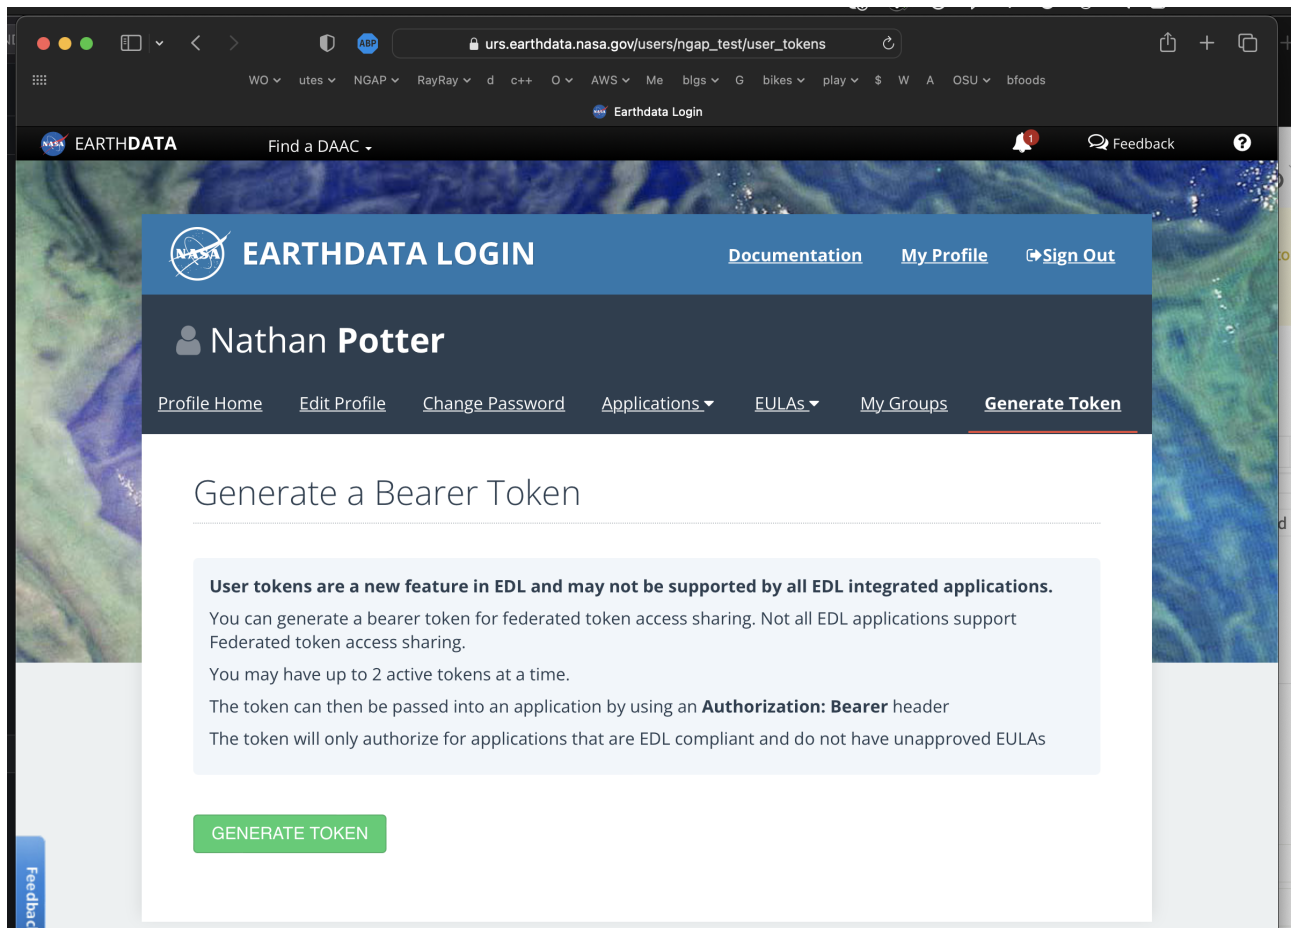 ABP
urs.earthdata.nasa.gov/users/ngap_test/user_tokens
WO utes NGAP RayRay d c++ O AWS Me blgs G bikes play $ W A OSU bfoods
Earthdata Login
NASA EARTHDATA Find a DAAC 1 Feedback ?
NASA EARTHDATA LOGIN Documentation My Profile Sign Out
Nathan Potter
Profile Home Edit Profile Change Password Applications EULAs My Groups Generate Token
Generate a Bearer Token
User tokens are a new feature in EDL and may not be supported by all EDL integrated applications.
You can generate a bearer token for federated token access sharing. Not all EDL applications support
Federated token access sharing.
You may have up to 2 active tokens at a time.
The token can then be passed into an application by using an Authorization: Bearer header
The token will only authorize for applications that are EDL compliant and do not have unapproved EULAs
GENERATE TOKEN